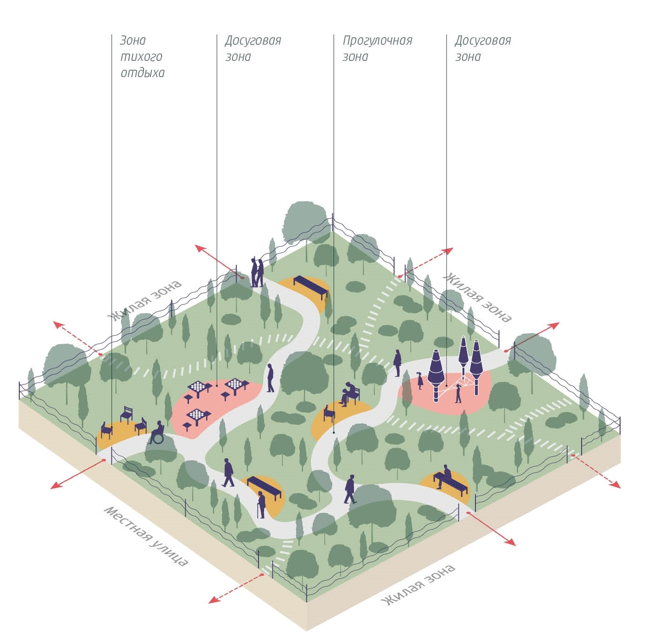 Зона
тихого
отдыха
Досуговая
зона
Прогулочная
зона
Досуговая
зона
Жилая зона
Жилая зона
Местная улица
Жилая зона